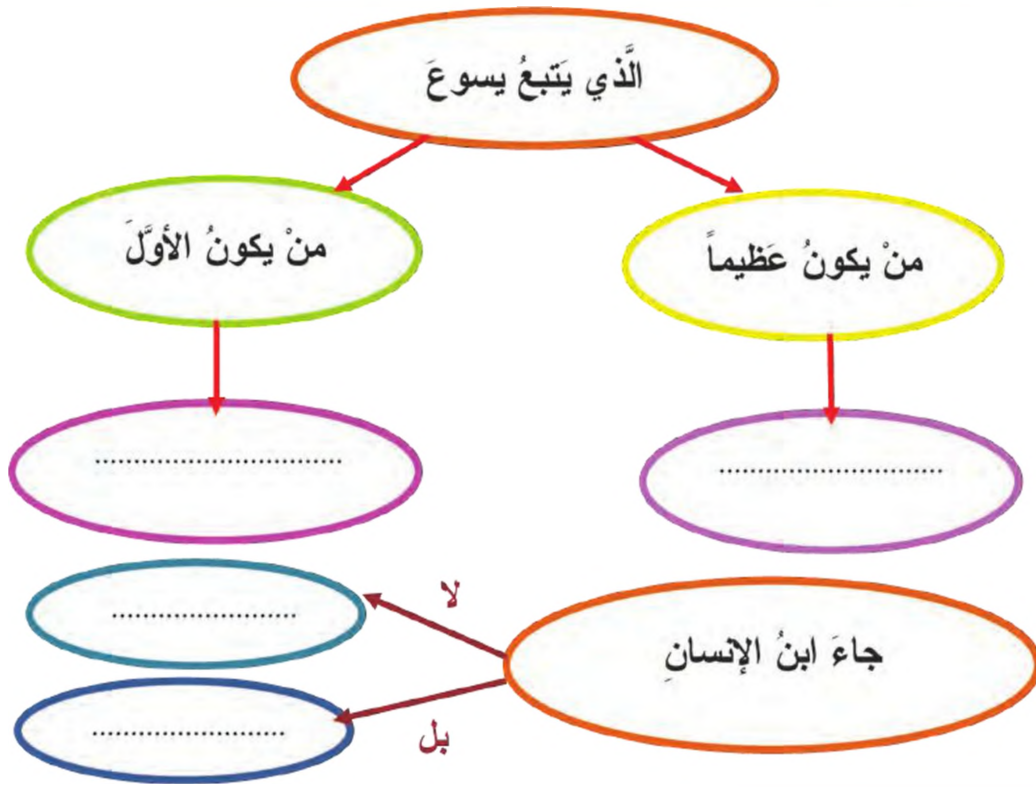 الَّذي يَتبعُ يسوعَ
منْ يكونُ عَظيماً
منْ يكونُ الأوَّلَ
................................
................................
جاءَ ابنُ الإنسانِ
لا
........................
بل
.........................